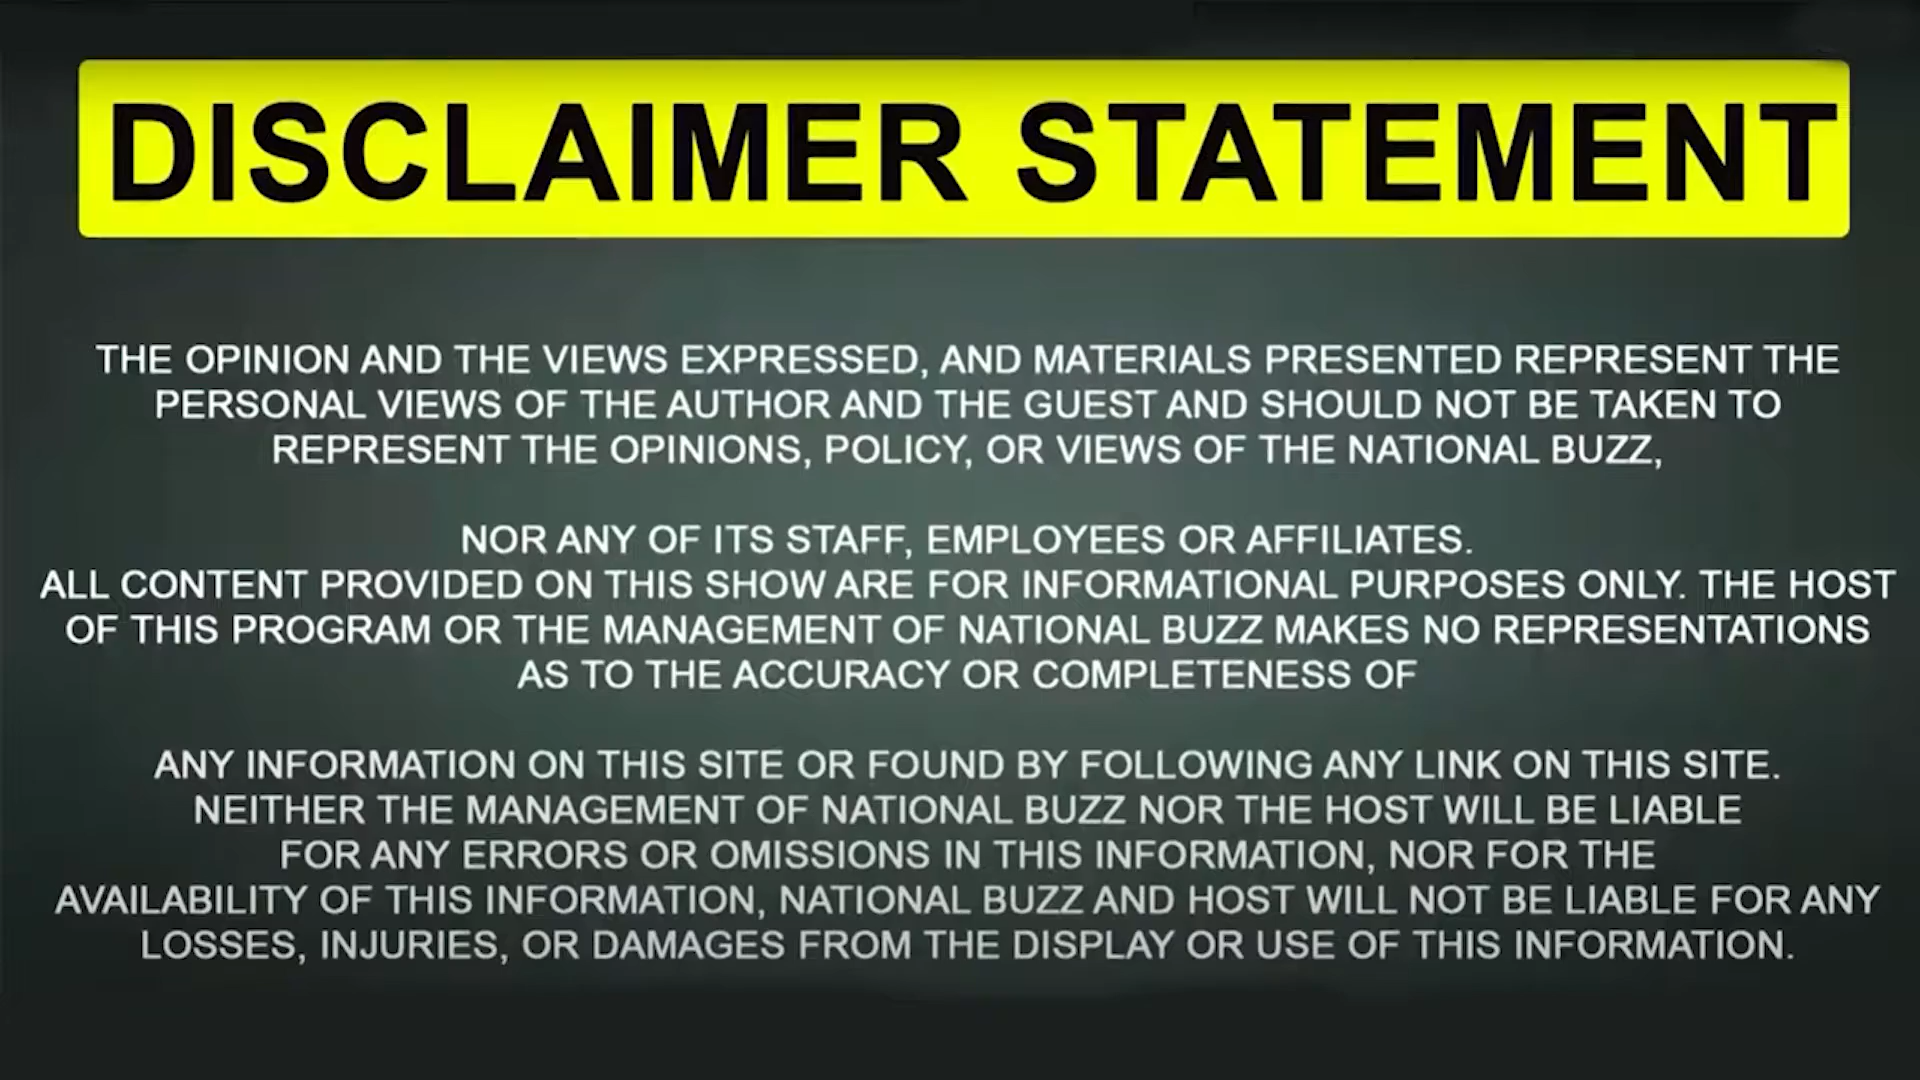 DISCLAIMER STATEMENT
THE OPINION AND THE VIEWS EXPRESSED, AND MATERIALS PRESENTED REPRESENT THE
PERSONAL VIEWS OF THE AUTHOR AND THE GUEST AND SHOULD NOT BE TAKEN TO
REPRESENT THE OPINIONS, POLICY, OR VIEWS OF THE NATIONAL BUZZ,
NOR ANY OF ITS STAFF, EMPLOYEES OR AFFILIATES.
ALL CONTENT PROVIDED ON THIS SHOW ARE FOR INFORMATIONAL PURPOSES ONLY. THE HOST
OF THIS PROGRAM OR THE MANAGEMENT OF NATIONAL BUZZ MAKES NO REPRESENTATIONS
AS TO THE ACCURACY OR COMPLETENESS OF
ANY INFORMATION ON THIS SITE OR FOUND BY FOLLOWING ANY LINK ON THIS SITE.
NEITHER THE MANAGEMENT OF NATIONAL BUZZ NOR THE HOST WILL BE LIABLE
FOR ANY ERRORS OR OMISSIONS IN THIS INFORMATION, NOR FOR THE
AVAILABILITY OF THIS INFORMATION, NATIONAL BUZZ AND HOST WILL NOT BE LIABLE FOR ANY
LOSSES, INJURIES, OR DAMAGES FROM THE DISPLAY OR USE OF THIS INFORMATION.